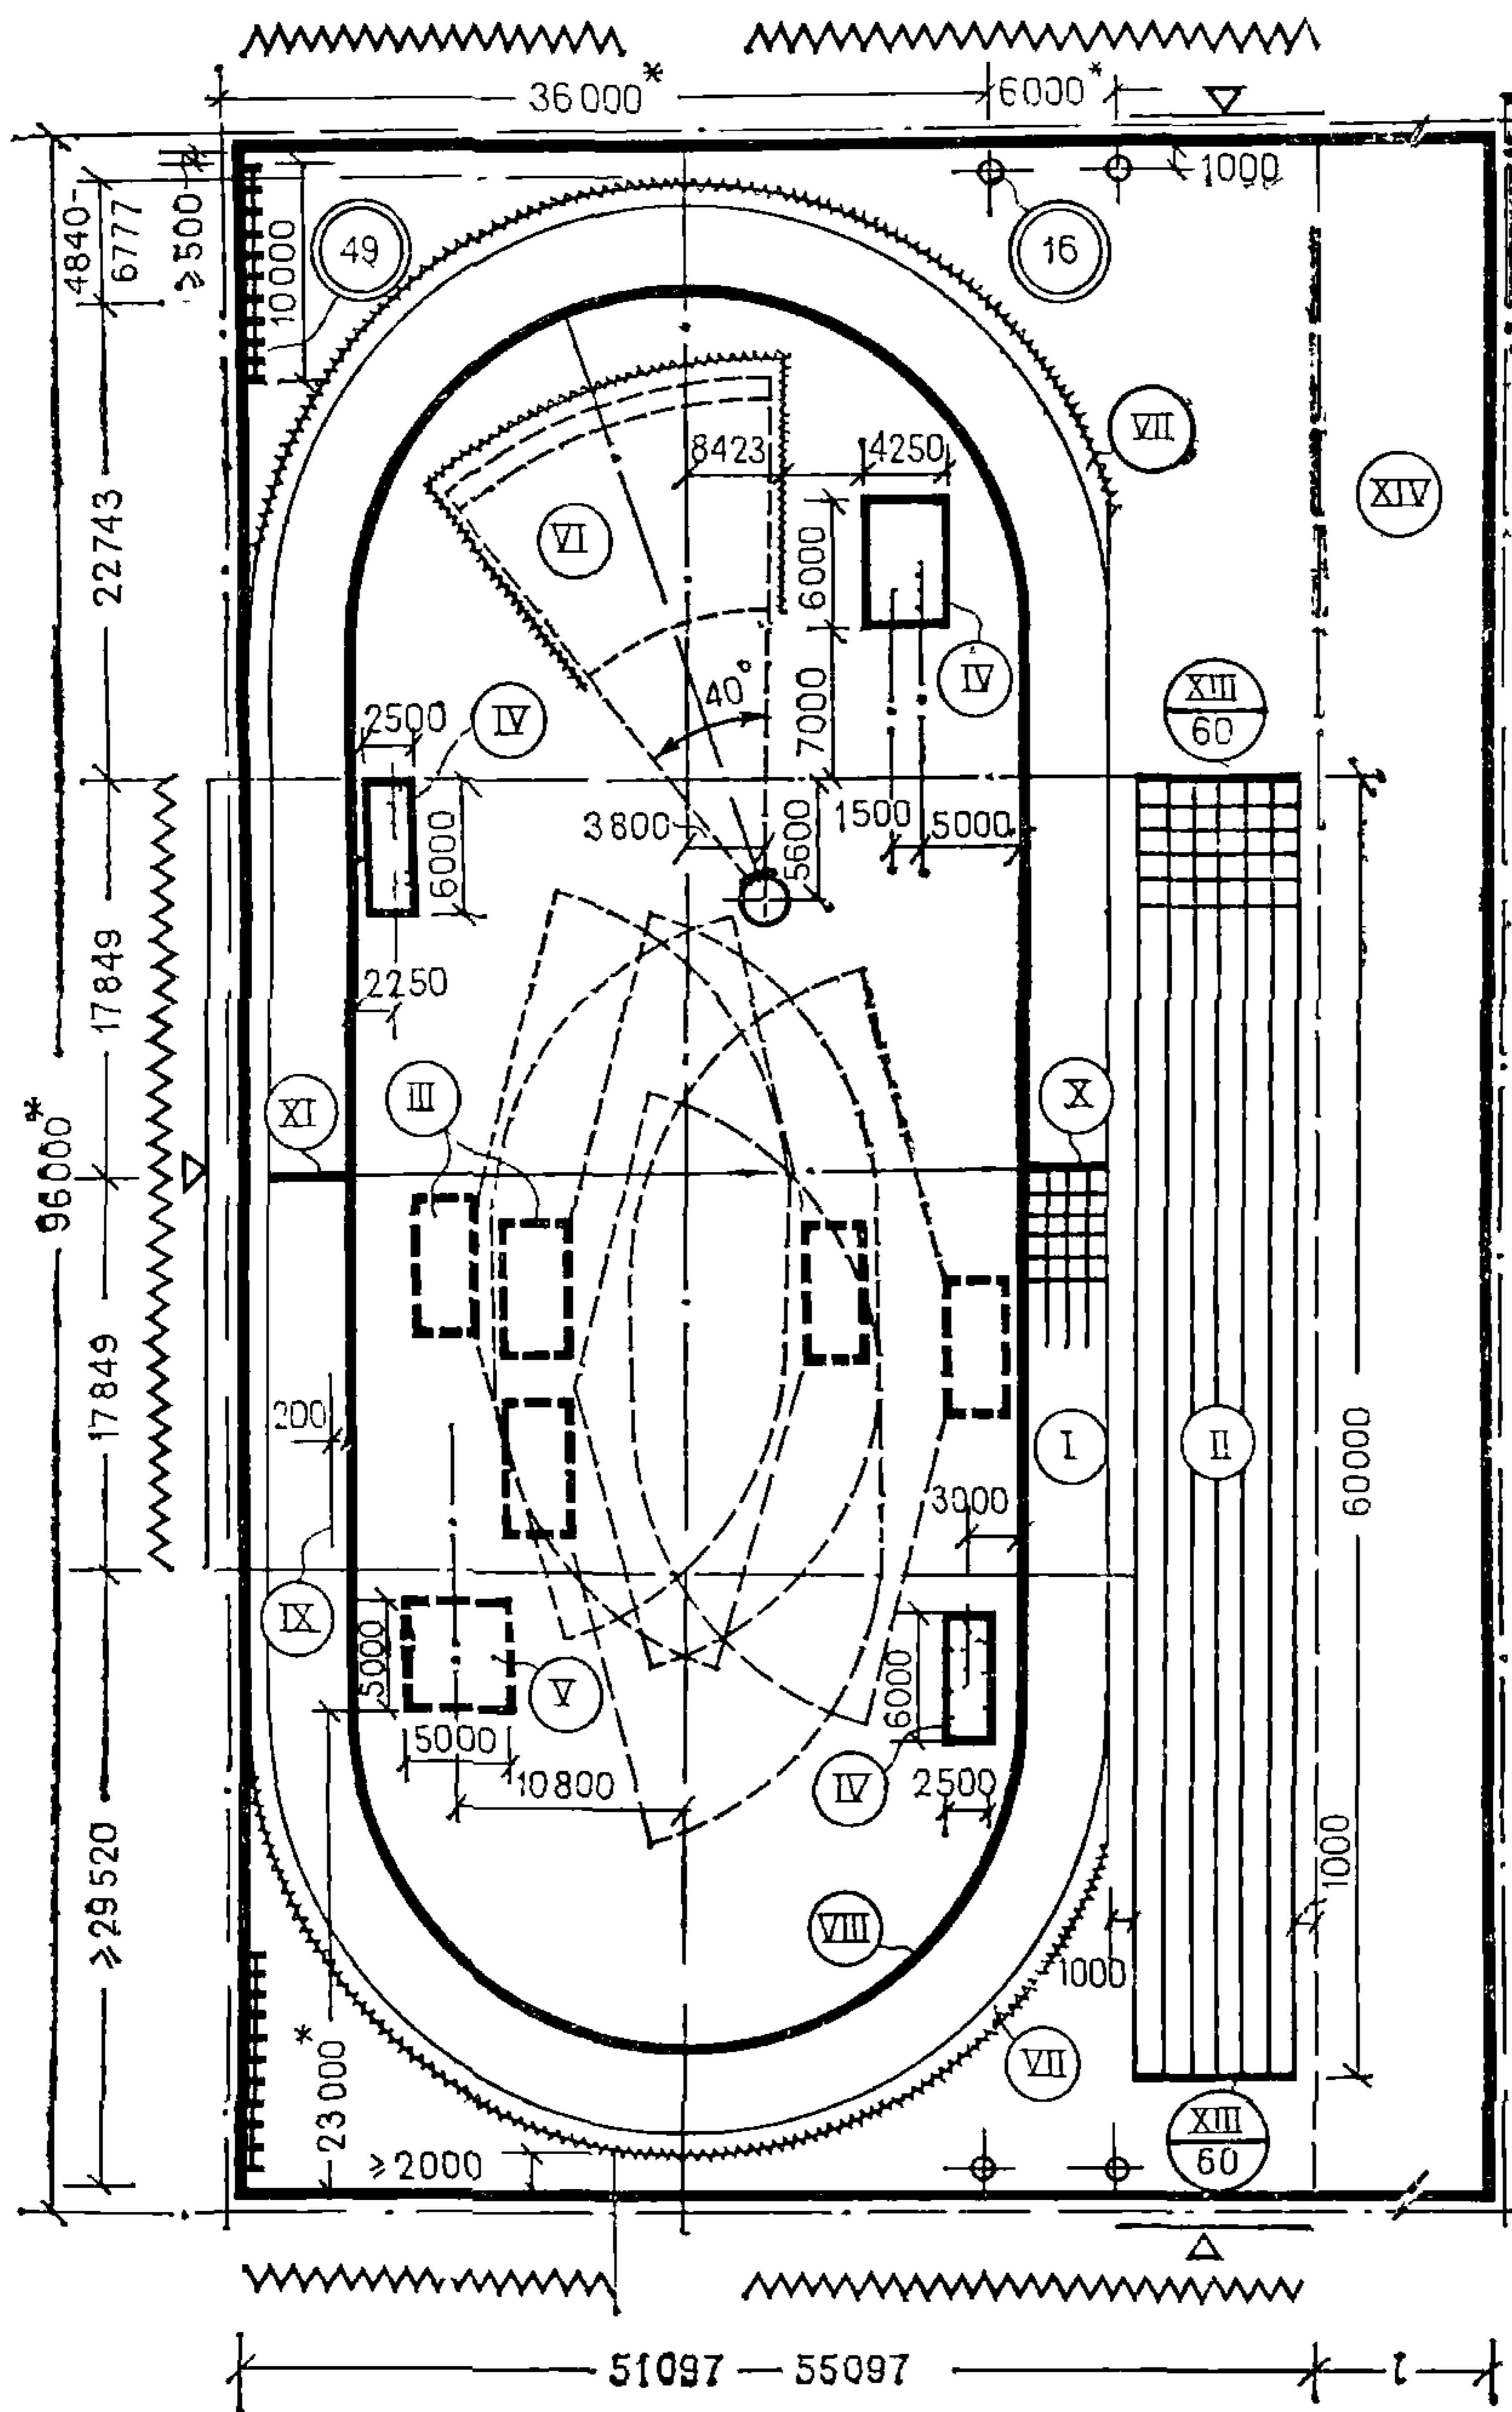 36000*
6000*
1000
4840-
6777
≥500
10000
49
16
VII
XIV
22743
8423
4250
VI
6000
IV
40°
7000
XIII
60
2500
IV
6000
3800
5600
1500
5000
2250
17849
96000*
III
XI
X
17849
200
I
II
60000
3000
IX
5000
V
5000
10800
6000
IV
2500
≥29520
VIII
1000
1000
23000*
VII
≥2000
XIII
60
51097 — 55097
l